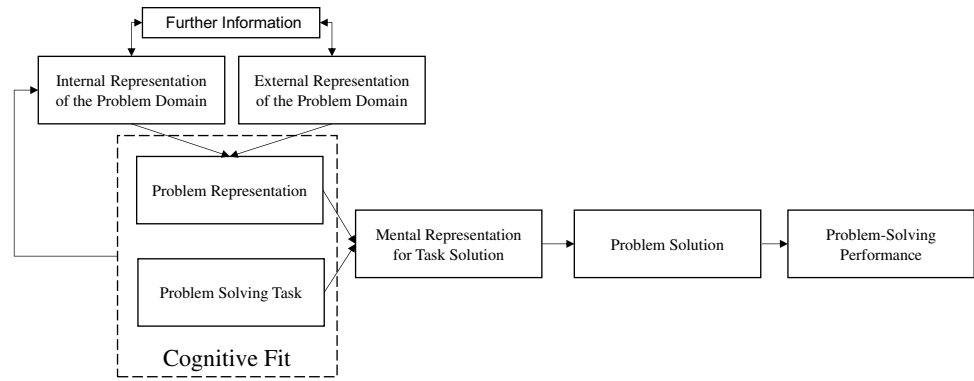 Further Information
Internal Representation
of the Problem Domain
External Representation
of the Problem Domain
Problem Representation
Mental Representation
for Task Solution
Problem Solution
Problem-Solving
Performance
Problem Solving Task
Cognitive Fit